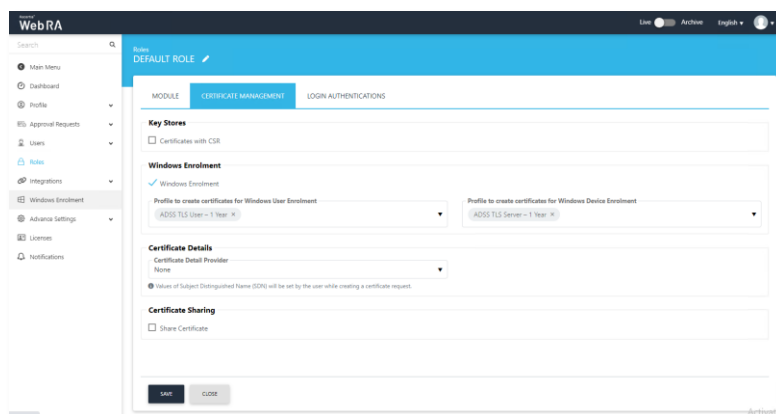 Ascertia
WebRA
Live Archive English
Search
Main Menu
Dashboard
Profile
Approval Requests
Users
Roles
Integrations
Windows Enrolment
Advance Settings
Licenses
Notifications
Roles
DEFAULT ROLE
MODULE CERTIFICATE MANAGEMENT LOGIN AUTHENTICATIONS
Key Stores
Certificates with CSR
Windows Enrolment
Windows Enrolment
Profile to create certificates for Windows User Enrolment Profile to create certificates for Windows Device Enrolment
ADSS TLS User – 1 Year × ADSS TLS Server – 1 Year ×
Certificate Details
Certificate Detail Provider
None
Values of Subject Distinguished Name (SDN) will be set by the user while creating a certificate request.
Certificate Sharing
Share Certificate
SAVE CLOSE